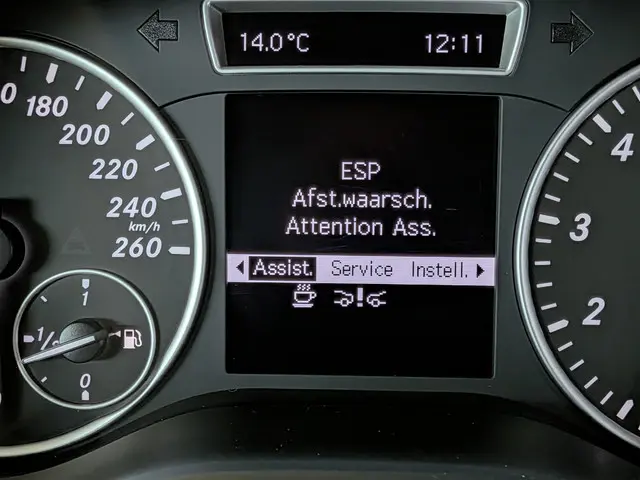 14.0°C 12:11
180
200
220
240
km/h
260
ESP
Afst.waarsch.
Attention Ass.
Assist. Service Instell.
1
1/
0
4
3
2